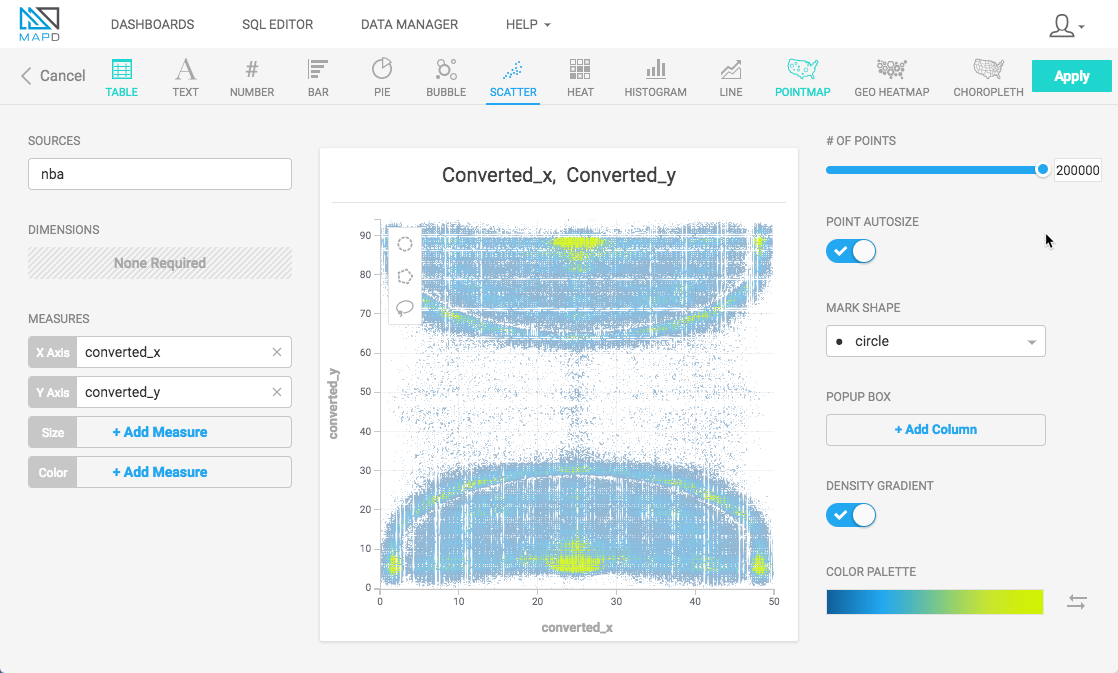 MAPD
DASHBOARDS
SQL EDITOR
DATA MANAGER
HELP
Cancel
TABLE
TEXT
NUMBER
BAR
PIE
BUBBLE
SCATTER
HEAT
HISTOGRAM
LINE
POINTMAP
GEO HEATMAP
CHOROPLETH
Apply
SOURCES
nba
DIMENSIONS
None Required
MEASURES
X Axis converted_x ×
Y Axis converted_y ×
Size + Add Measure
Color + Add Measure
Converted_x, Converted_y
90
80
70
60
50
40
30
20
10
0
converted_y
0 10 20 30 40 50
converted_x
# OF POINTS
200000
POINT AUTOSIZE
MARK SHAPE
circle
POPUP BOX
+ Add Column
DENSITY GRADIENT
COLOR PALETTE